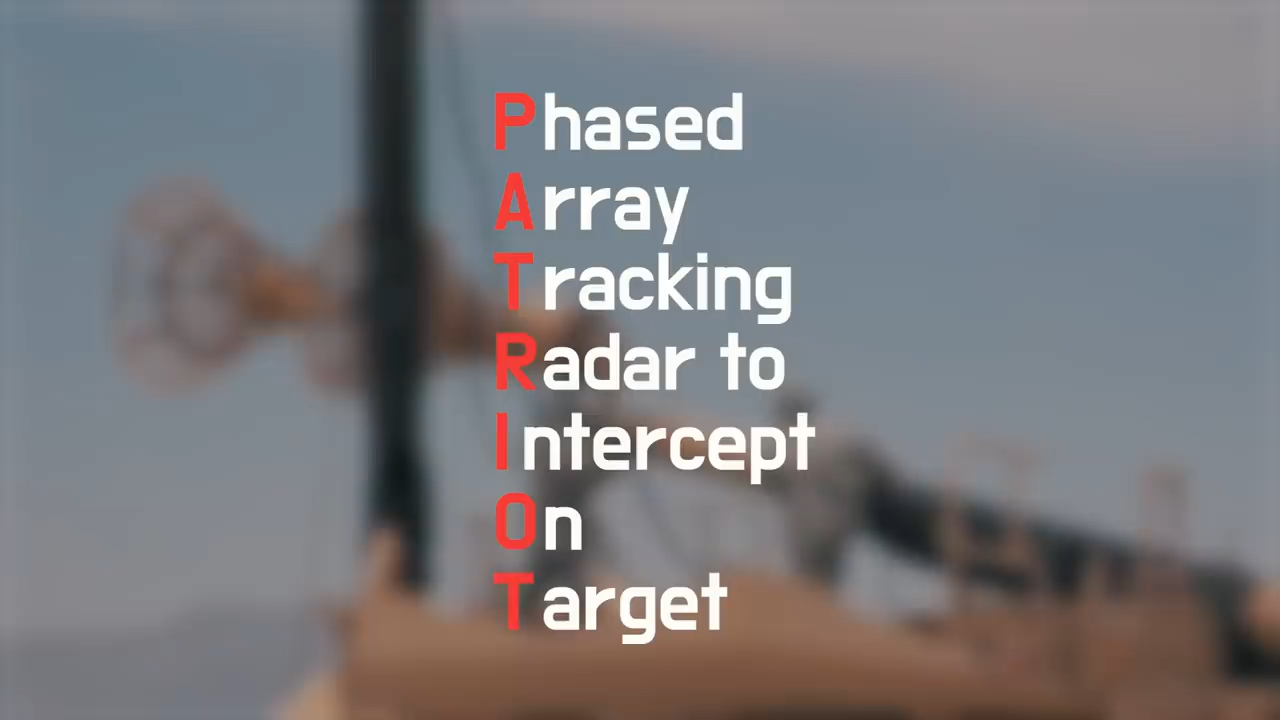 Phased
Array
Tracking
Radar to
Intercept
On
Target